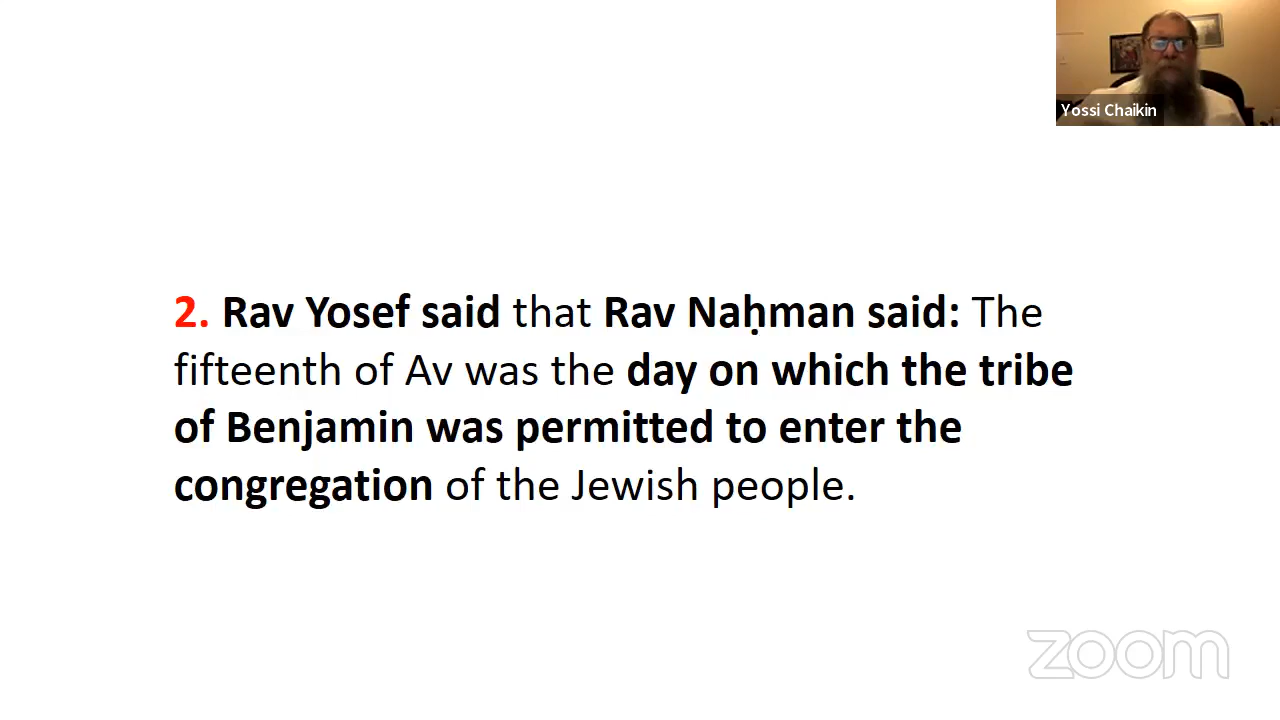 Yossi Chaikin
2. Rav Yosef said that Rav Naḥman said: The
fifteenth of Av was the day on which the tribe
of Benjamin was permitted to enter the
congregation of the Jewish people.
zoom